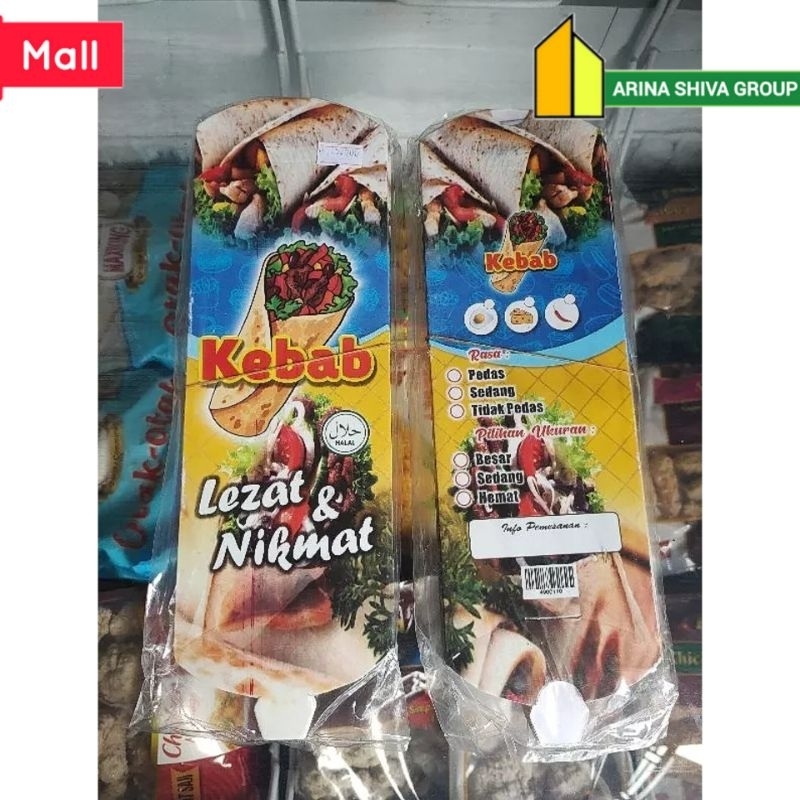 Mall
ARINA SHIVA GROUP
Kebab
حلال
HALAL
Lezat
&
Nikmat
Kebab
Rasa :
Pedas
Sedang
Tidak Pedas
Pilihan Ukuran :
Besar
Sedang
Hemat
Info Pemesanan :